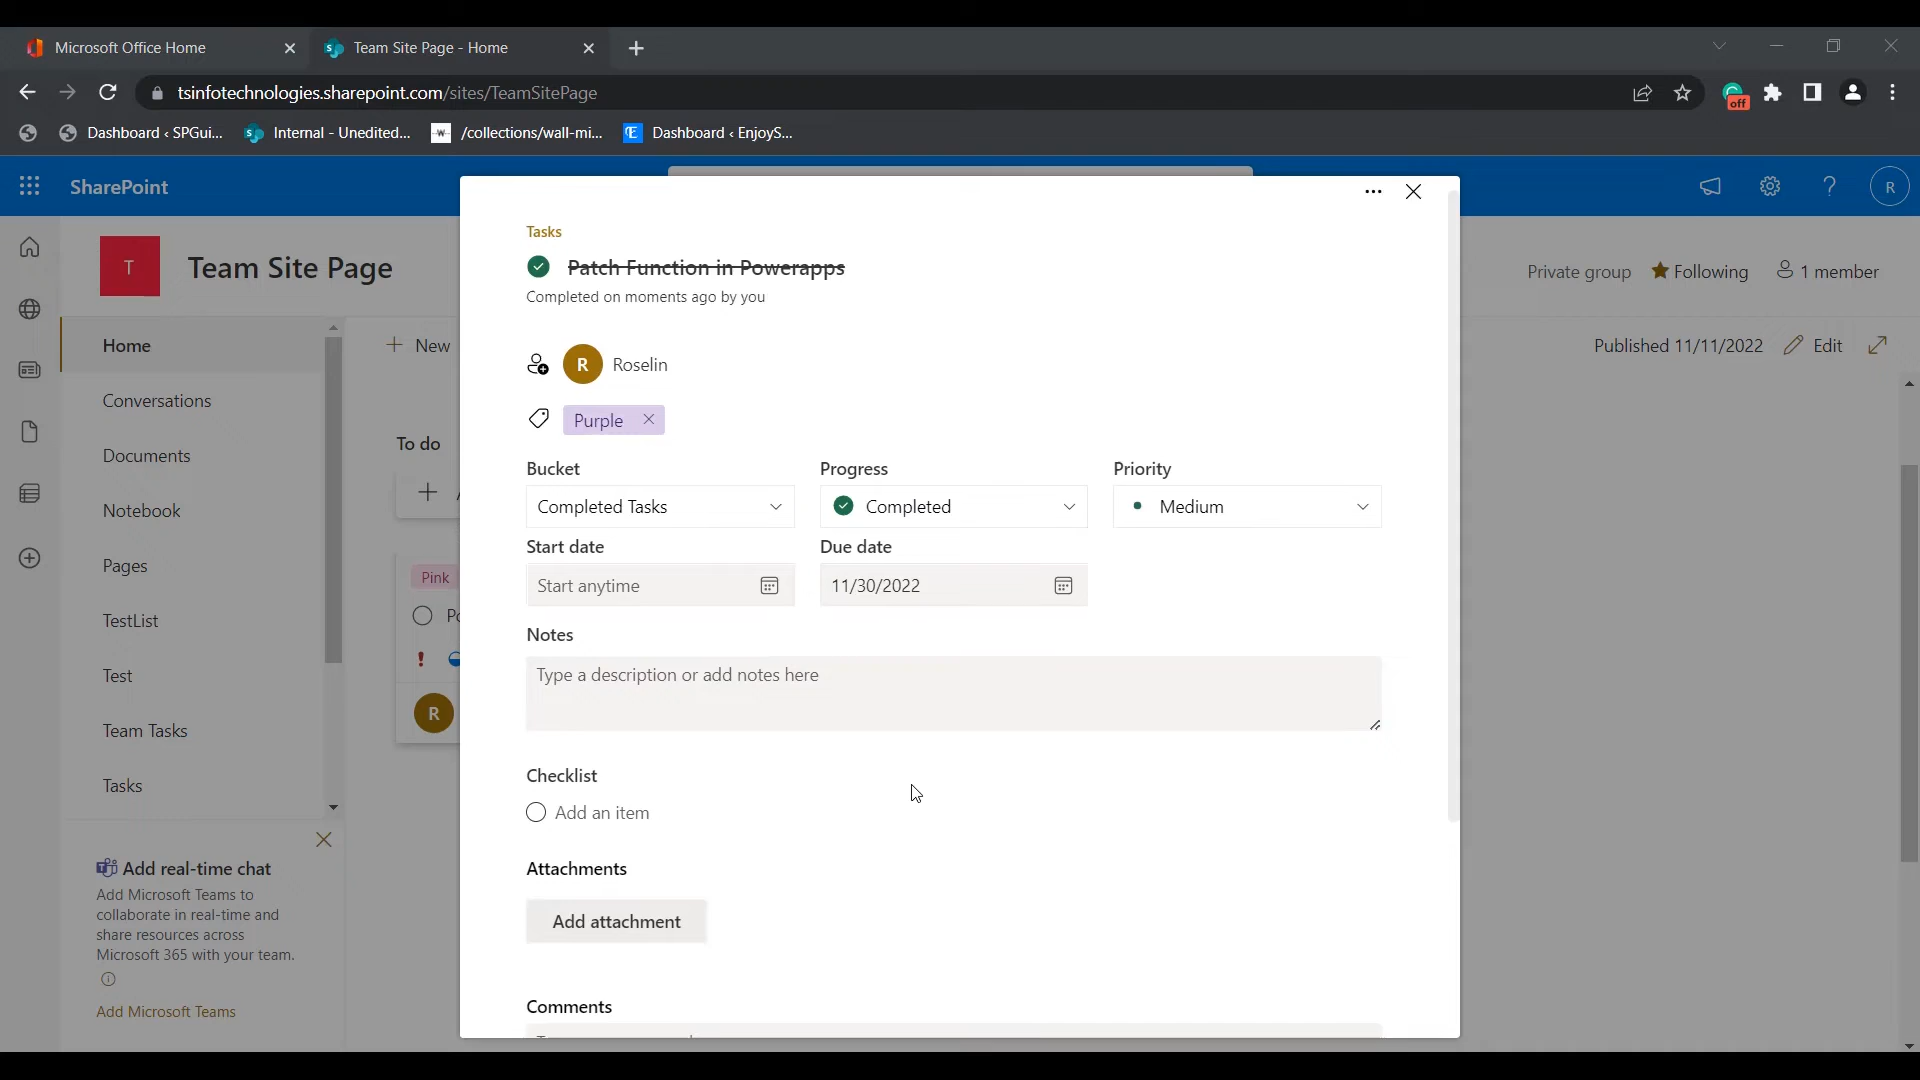 Microsoft Office Home
Team Site Page - Home
tsinfotechnologies.sharepoint.com/sites/TeamSitePage
off
Dashboard ‹ SPGui...
Internal - Unedited...
/collections/wall-mi...
Dashboard ‹ EnjoyS...
SharePoint
R
T
Team Site Page
Private group
Following
1 member
Home
Conversations
Documents
Notebook
Pages
TestList
Test
Team Tasks
Tasks
New
Published 11/11/2022
Edit
To do
Pink
R
Add real-time chat
Add Microsoft Teams to
collaborate in real-time and
share resources across
Microsoft 365 with your team.
Add Microsoft Teams
Tasks
Patch Function in Powerapps
Completed on moments ago by you
R Roselin
Purple
Bucket Progress Priority
Completed Tasks Completed Medium
Start date Due date
Start anytime 11/30/2022
Notes
Type a description or add notes here
Checklist
Add an item
Attachments
Add attachment
Comments